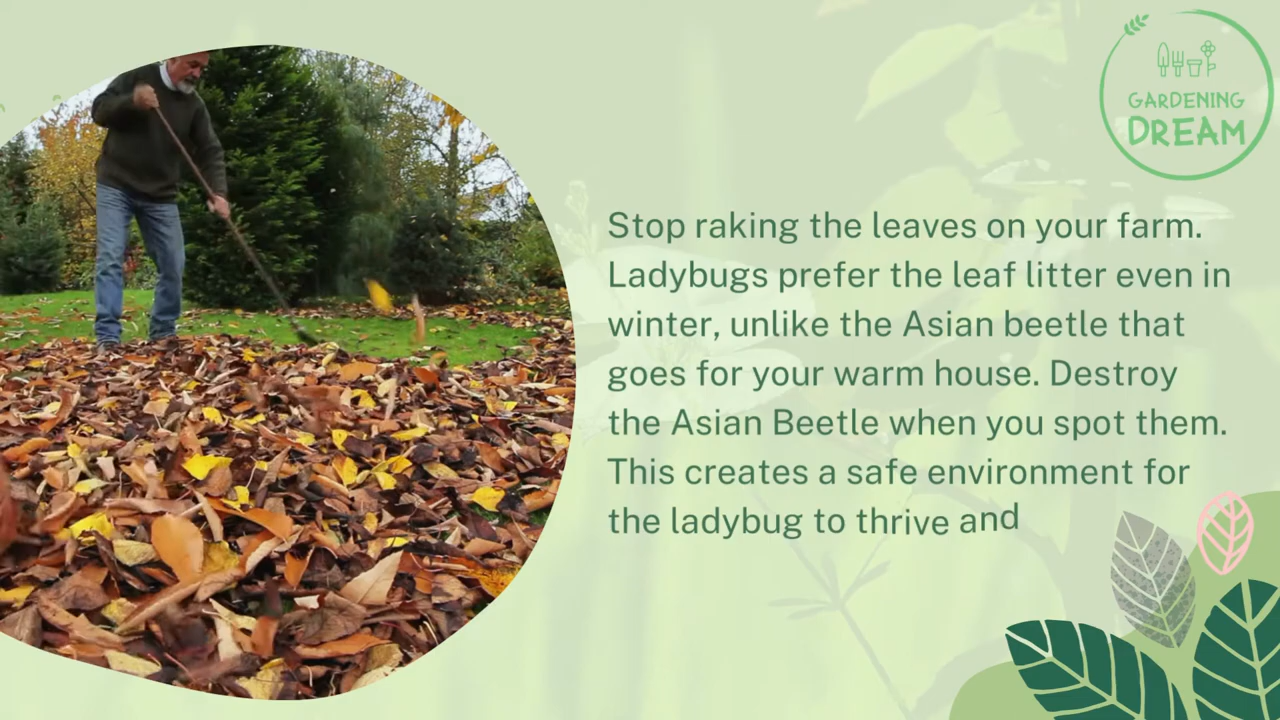 GARDENING
DREAM
Stop raking the leaves on your farm.
Ladybugs prefer the leaf litter even in
winter, unlike the Asian beetle that
goes for your warm house. Destroy
the Asian Beetle when you spot them.
This creates a safe environment for
the ladybug to thrive and